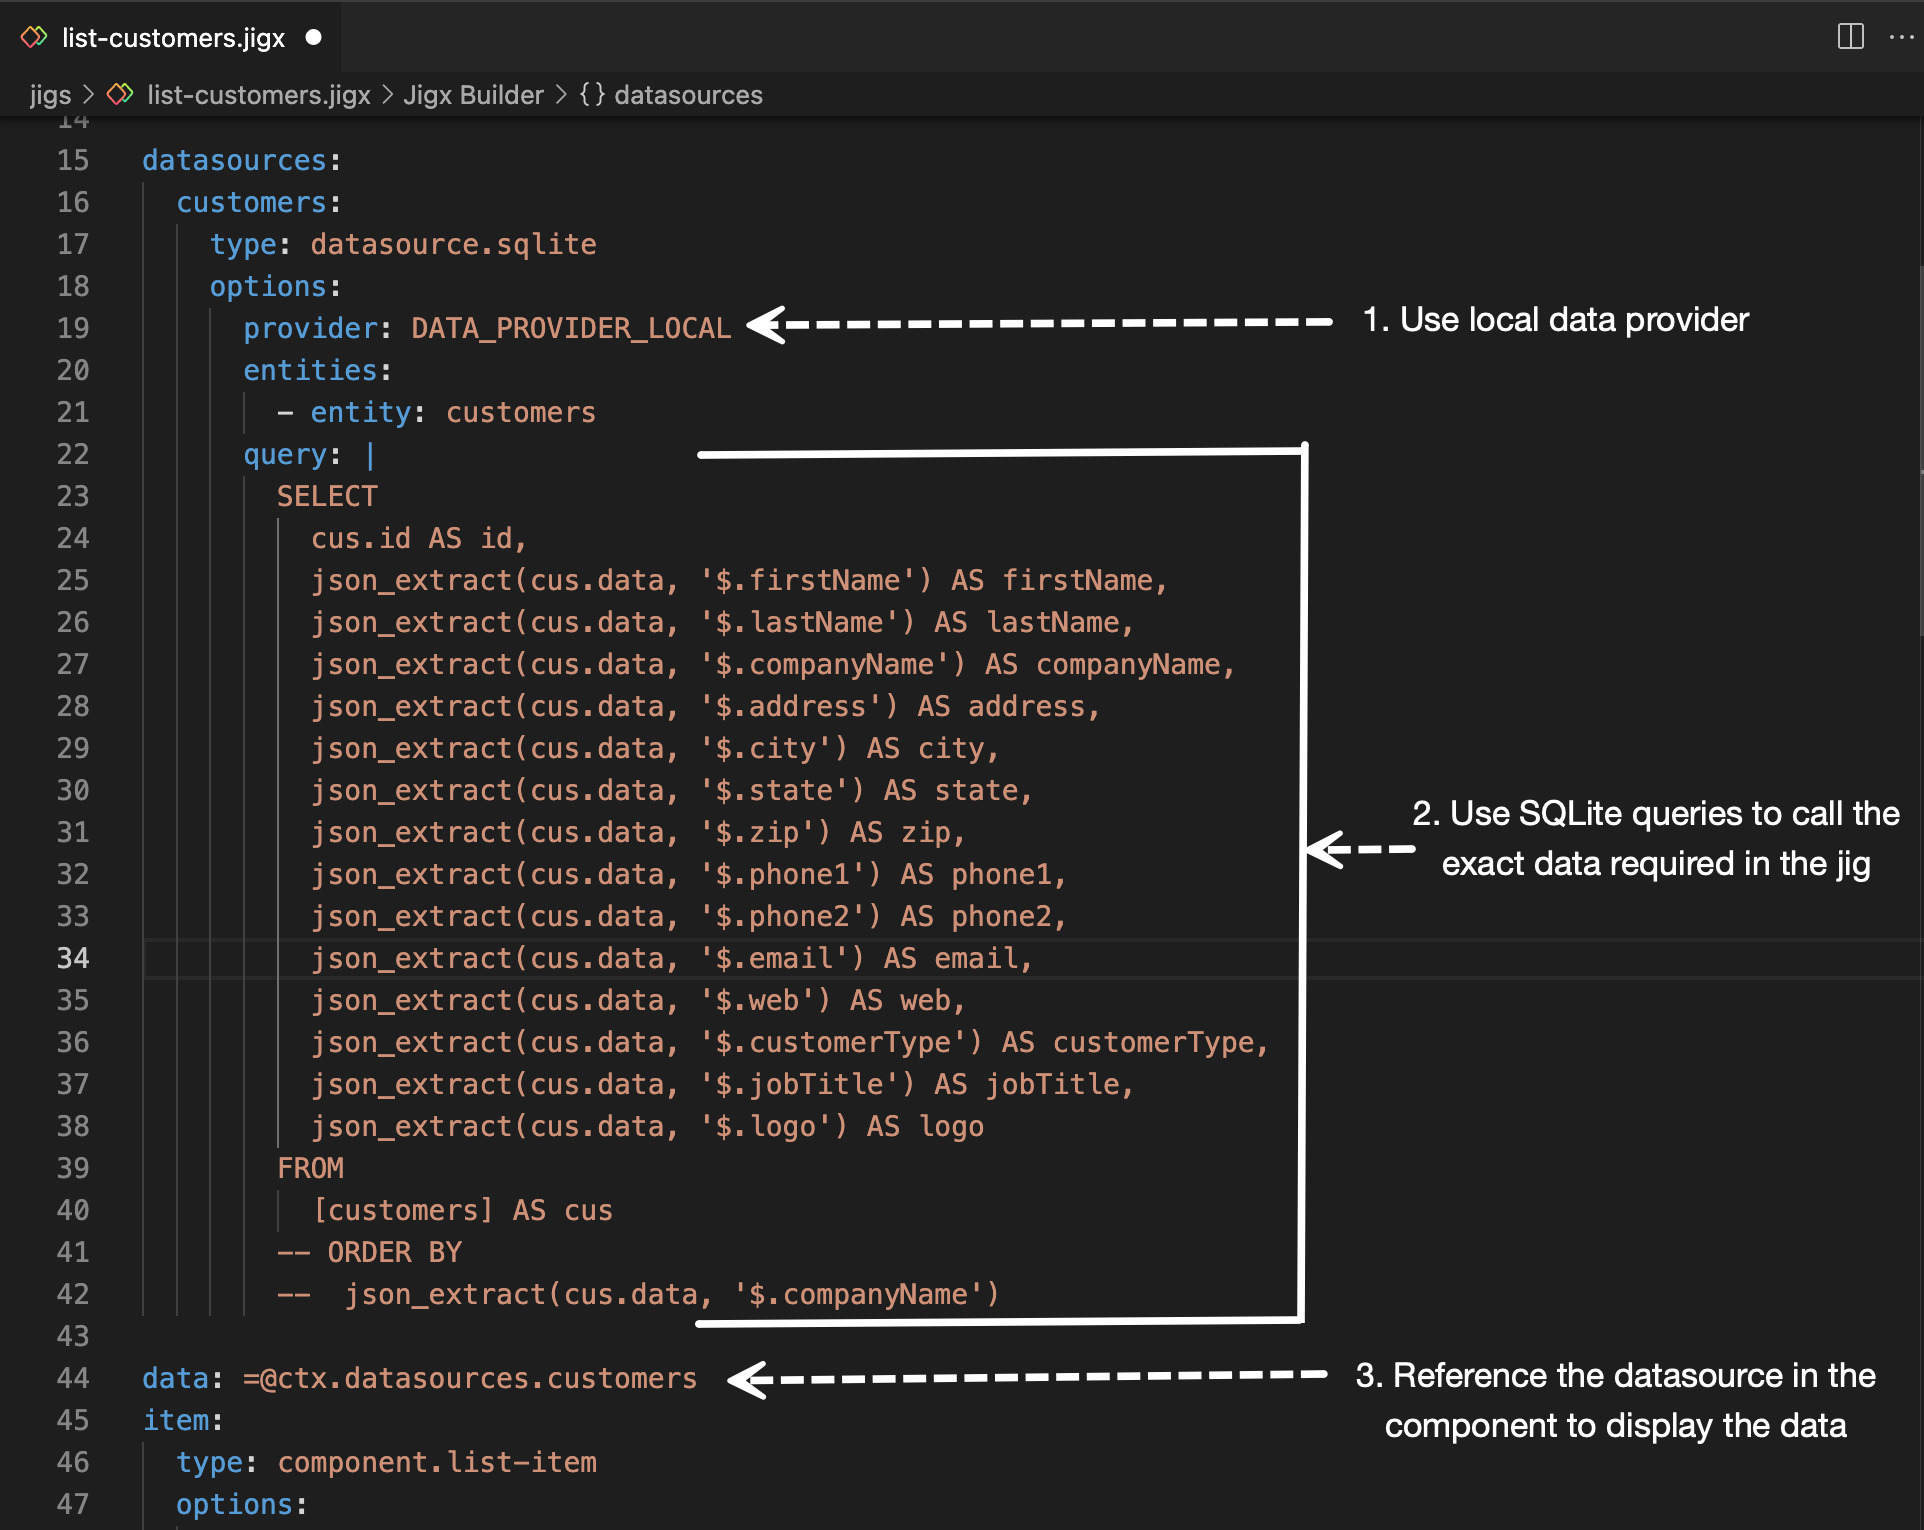 list-customers.jigx
jigs > list-customers.jigx > Jigx Builder > {} datasources
14
15 datasources:
16   customers:
17     type: datasource.sqlite
18     options:
19       provider: DATA_PROVIDER_LOCAL
1. Use local data provider
20       entities:
21         - entity: customers
22       query: |
23         SELECT
24           cus.id AS id,
25           json_extract(cus.data, '$.firstName') AS firstName,
26           json_extract(cus.data, '$.lastName') AS lastName,
27           json_extract(cus.data, '$.companyName') AS companyName,
28           json_extract(cus.data, '$.address') AS address,
29           json_extract(cus.data, '$.city') AS city,
30           json_extract(cus.data, '$.state') AS state,
31           json_extract(cus.data, '$.zip') AS zip,
32           json_extract(cus.data, '$.phone1') AS phone1,
33           json_extract(cus.data, '$.phone2') AS phone2,
34           json_extract(cus.data, '$.email') AS email,
35           json_extract(cus.data, '$.web') AS web,
36           json_extract(cus.data, '$.customerType') AS customerType,
37           json_extract(cus.data, '$.jobTitle') AS jobTitle,
38           json_extract(cus.data, '$.logo') AS logo
39         FROM
40           [customers] AS cus
41         -- ORDER BY
42         --  json_extract(cus.data, '$.companyName')
2. Use SQLite queries to call the
exact data required in the jig
43
44 data: =@ctx.datasources.customers
3. Reference the datasource in the
component to display the data
45 item:
46   type: component.list-item
47   options: